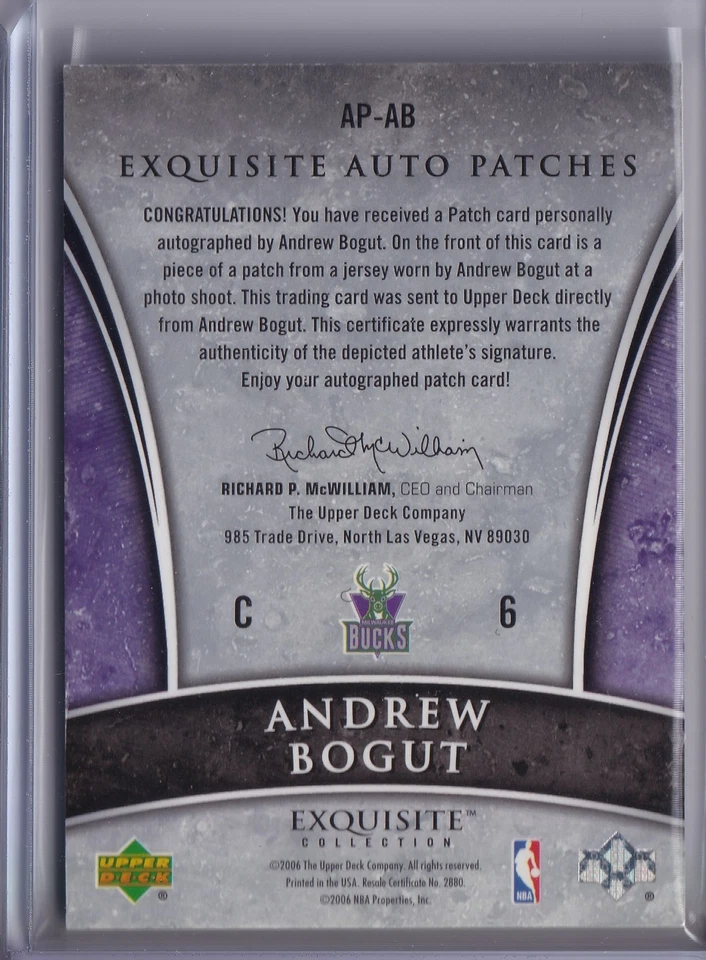 AP-AB
EXQUISITE AUTO PATCHES
CONGRATULATIONS! You have received a Patch card personally
autographed by Andrew Bogut. On the front of this card is a
piece of a patch from a jersey worn by Andrew Bogut at a
photo shoot. This trading card was sent to Upper Deck directly
from Andrew Bogut. This certificate expressly warrants the
authenticity of the depicted athlete's signature.
Enjoy your autographed patch card!
Richard McWilliam
RICHARD P. McWILLIAM, CEO and Chairman
The Upper Deck Company
985 Trade Drive, North Las Vegas, NV 89030
C
MILWAUKEE
BUCKS
6
ANDREW
BOGUT
EXQUISITE™
COLLECTION
UPPER
DECK
®
©2006 The Upper Deck Company. All rights reserved.
Printed in the USA. Resale Certificate No. 2880.
©2006 NBA Properties, Inc.
NBA
®